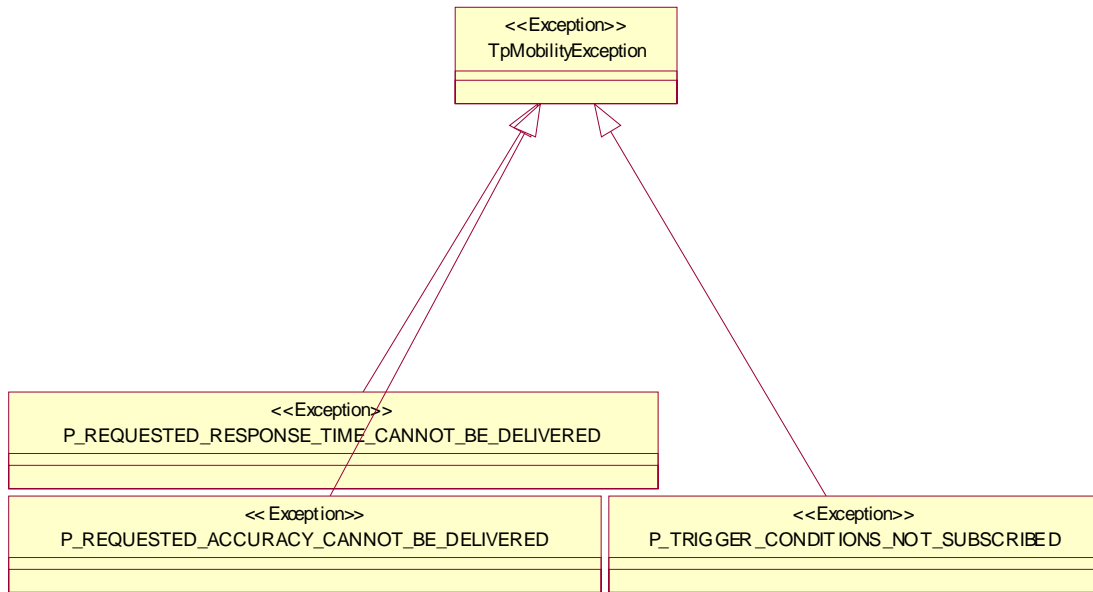 <<Exception>>
TpMobilityException
<<Exception>>
P_REQUESTED_RESPONSE_TIME_CANNOT_BE_DELIVERED
<<Exception>>
P_REQUESTED_ACCURACY_CANNOT_BE_DELIVERED
<<Exception>>
P_TRIGGER_CONDITIONS_NOT_SUBSCRIBED